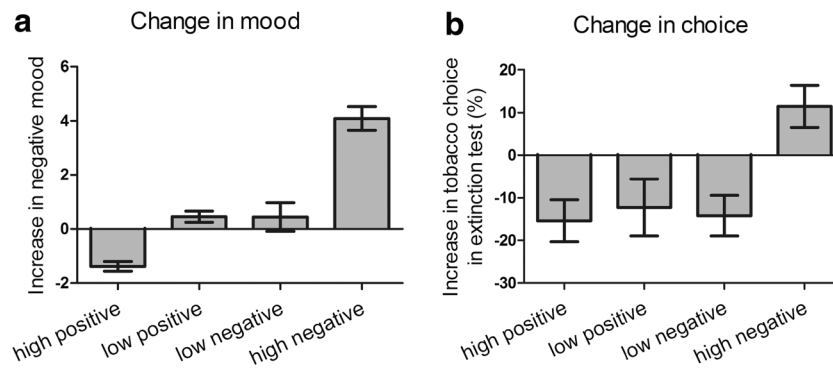 a
Change in mood
Increase in negative mood
6
4
2
0
-2
high positive
low positive
low negative
high negative
b
Change in choice
Increase in tobacco choice
in extinction test (%)
20
10
0
-10
-20
-30
high positive
low positive
low negative
high negative